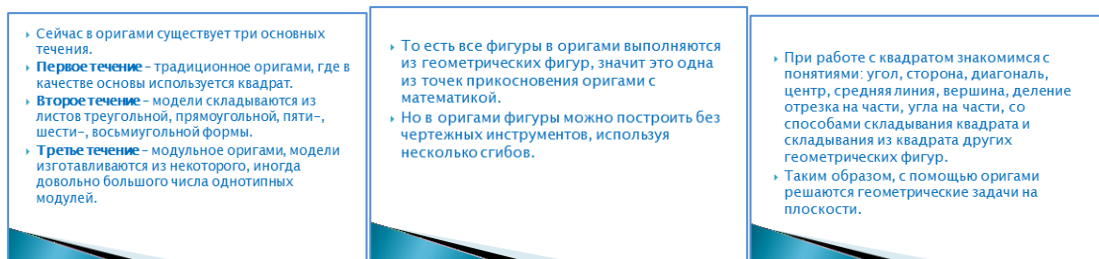 Сейчас в оригами существует три основных
течения.
Первое течение – традиционное оригами, где в
качестве основы используется квадрат.
Второе течение – модели складываются из
листов треугольной, прямоугольной, пяти-,
шести-, восьмиугольной формы.
Третье течение – модульное оригами, модели
изготавливаются из некоторого, иногда
довольно большого числа однотипных
модулей.
То есть все фигуры в оригами выполняются
из геометрических фигур, значит это одна
из точек прикосновения оригами с
математикой.
Но в оригами фигуры можно построить без
чертежных инструментов, используя
несколько сгибов.
При работе с квадратом знакомимся с
понятиями: угол, сторона, диагональ,
центр, средняя линия, вершина, деление
отрезка на части, угла на части, со
способами складывания квадрата и
складывания из квадрата других
геометрических фигур.
Таким образом, с помощью оригами
решаются геометрические задачи на
плоскости.